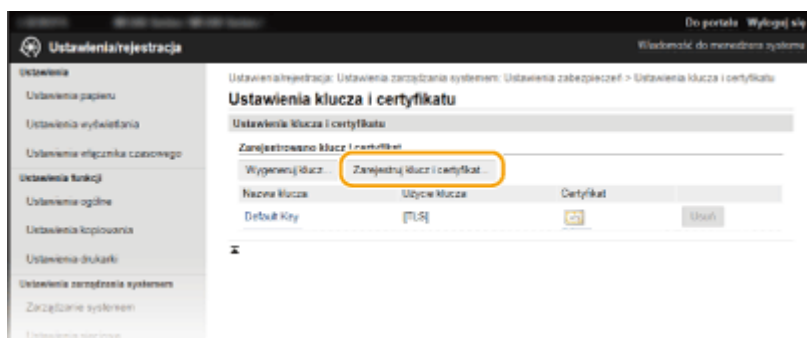 Do portalu Wyloguj się
Ustawienia/rejestracja
Wiadomość do menedżera systemu
Ustawienia
Ustawienia papieru
Ustawienia wyświetlania
Ustawienia włącznika czasowego
Ustawienia funkcji
Ustawienia ogólne
Ustawienia kopiowania
Ustawienia drukarki
Ustawienia zarządzania systemem
Zarządzanie systemem
Ustawienia sieciowe
Ustawienia/rejestracja: Ustawienia zarządzania systemem: Ustawienia zabezpieczeń > Ustawienia klucza i certyfikatu
Ustawienia klucza i certyfikatu
Ustawienia klucza i certyfikatu
Zarejestrowano klucz i certyfikat
Wygeneruj klucz... Zarejestruj klucz i certyfikat...
Nazwa klucza Użycie klucza Certyfikat
Default Key [TLS] Usuń